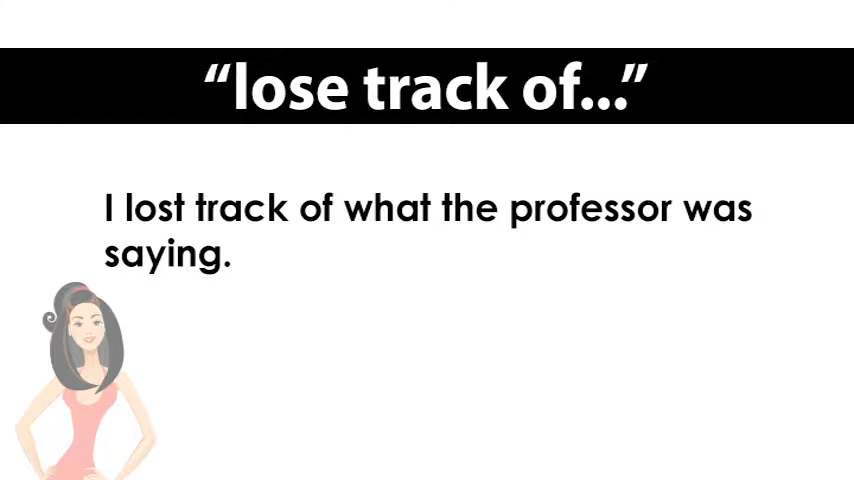 “lose track of...”
I lost track of what the professor was
saying.